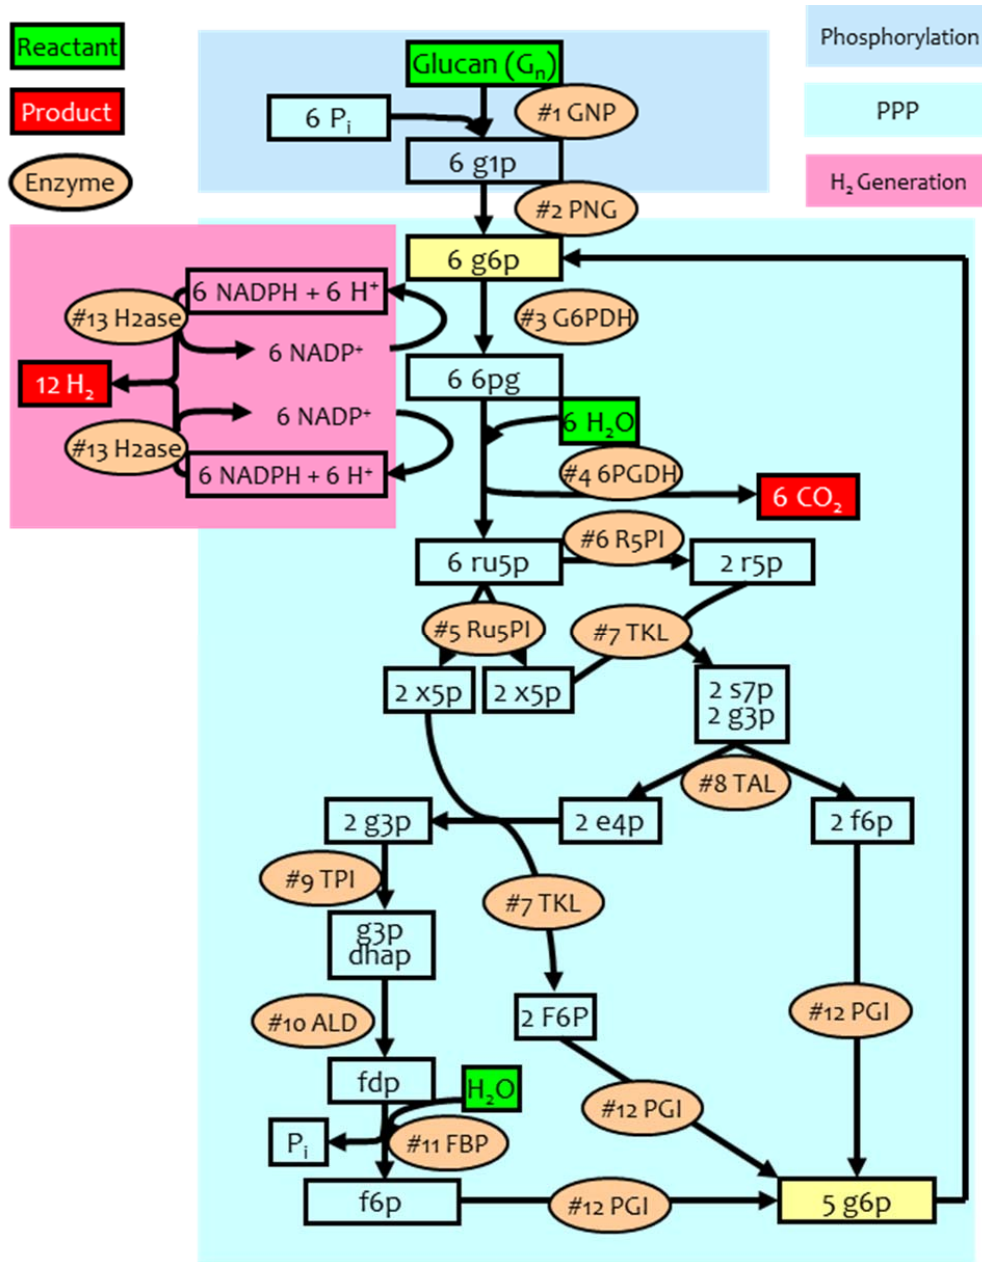 Reactant
Product
Enzyme
Phosphorylation
PPP
H₂ Generation
Glucan (Gₙ)
#1 GNP
6 Pᵢ
6 g1p
#2 PNG
6 g6p
#3 G6PDH
6 NADPH + 6 H⁺
#13 H2ase
6 NADP⁺
12 H₂
6 NADP⁺
#13 H2ase
6 NADPH + 6 H⁺
6 6pg
6 H₂O
#4 6PGDH
6 CO₂
6 ru5p
#6 R5PI
2 r5p
#5 Ru5PI
#7 TKL
2 x5p
2 x5p
2 s7p
2 g3p
#8 TAL
2 g3p
2 e4p
2 f6p
#9 TPI
#7 TKL
g3p
dhap
#10 ALD
2 F6P
#12 PGI
fdp
H₂O
#12 PGI
Pᵢ
#11 FBP
f6p
#12 PGI
5 g6p